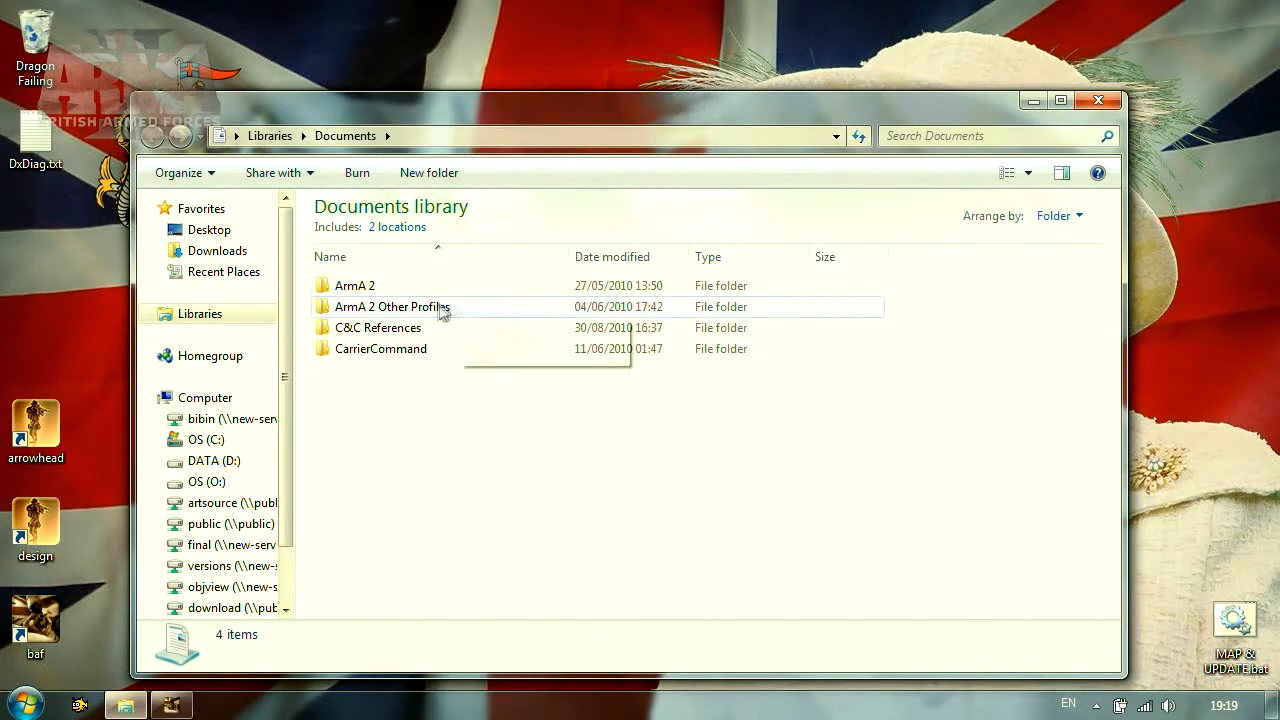 Dragon
Failing
BRITISH ARMED FORCES
DxDiag.txt
Libraries
Documents
Search Documents
Organize
Share with
Burn
New folder
Favorites
Desktop
Downloads
Recent Places
Libraries
Homegroup
Computer
bibin (\\new-serv
OS (C:)
DATA (D:)
OS (O:)
artsource (\\publ
public (\\public)
final (\\new-serv
versions (\\new-s
objview (\\new-s
download (\\pub
Documents library
Includes: 2 locations
Arrange by: Folder
Name Date modified Type Size
ArmA 2 27/05/2010 13:50 File folder
ArmA 2 Other Profiles 04/06/2010 17:42 File folder
C&C References 30/08/2010 16:37 File folder
CarrierCommand 11/06/2010 01:47 File folder
4 items
arrowhead
design
baf
MAP &
UPDATE.bat
EN
19:19